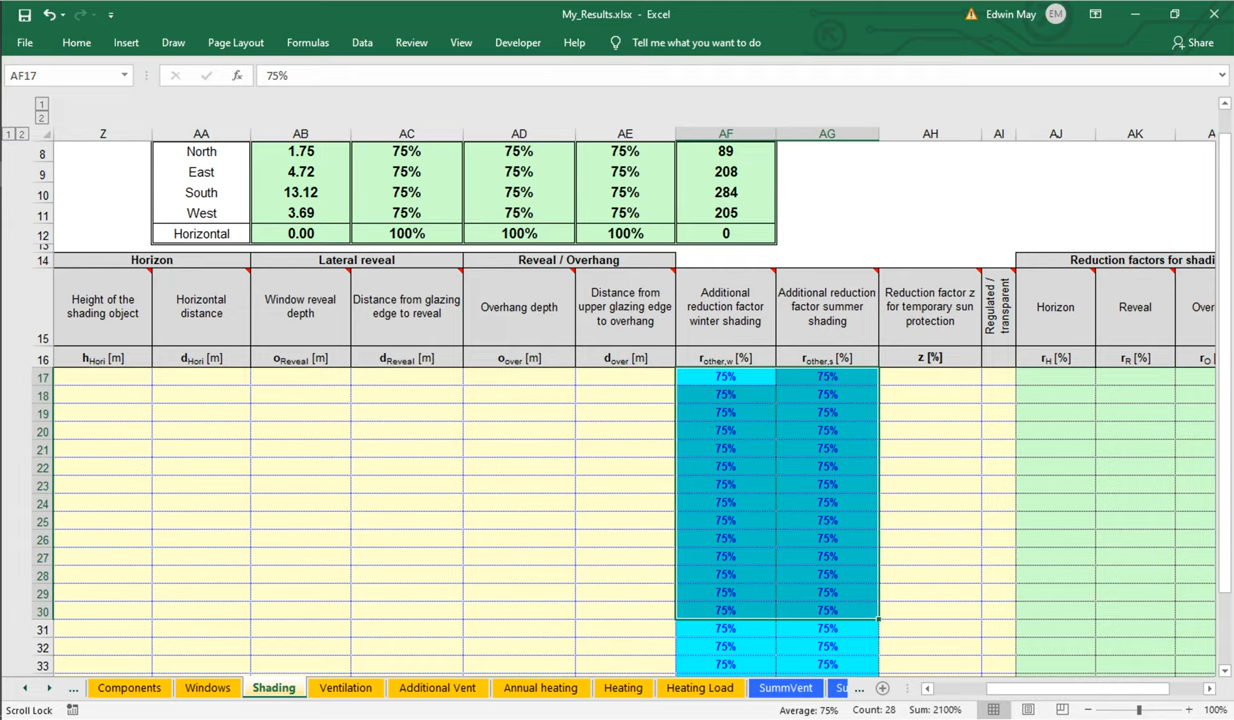 My_Results.xlsx - Excel
Edwin May EM
File Home Insert Draw Page Layout Formulas Data Review View Developer Help Tell me what you want to do Share
AF17 fx 75%
1
2
1 2 Z AA AB AC AD AE AF AG AH AI AJ AK A
8 North 1.75 75% 75% 75% 89
9 East 4.72 75% 75% 75% 208
10 South 13.12 75% 75% 75% 284
11 West 3.69 75% 75% 75% 205
12 Horizontal 0.00 100% 100% 100% 0
13
14 Horizon Lateral reveal Reveal / Overhang Reduction factors for shadi
15 Height of the shading object Horizontal distance Window reveal depth Distance from glazing edge to reveal Overhang depth Distance from upper glazing edge to overhang Additional reduction factor winter shading Additional reduction factor summer shading Reduction factor z for temporary sun protection Regulated / transparent Horizon Reveal Over
16 hHori [m] dHori [m] oReveal [m] dReveal [m] oover [m] dover [m] rother,w [%] rother,s [%] z [%] rH [%] rR [%] rO [
17 75% 75%
18 75% 75%
19 75% 75%
20 75% 75%
21 75% 75%
22 75% 75%
23 75% 75%
24 75% 75%
25 75% 75%
26 75% 75%
27 75% 75%
28 75% 75%
29 75% 75%
30 75% 75%
31 75% 75%
32 75% 75%
33 75% 75%
... Components Windows Shading Ventilation Additional Vent Annual heating Heating Heating Load SummVent Su ...
Scroll Lock Average: 75% Count: 28 Sum: 2100% 100%